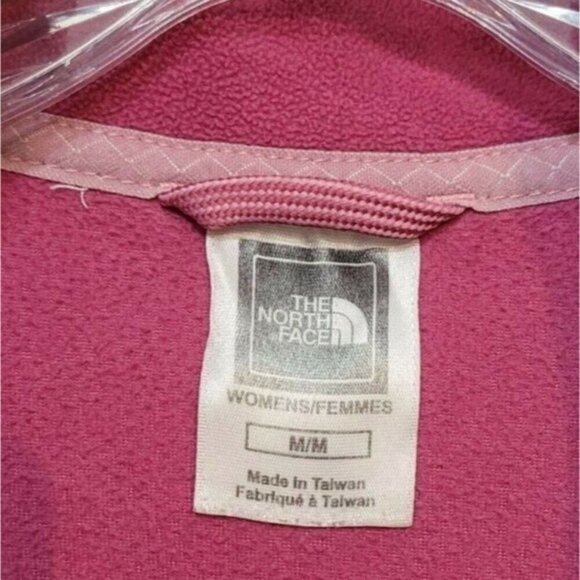 THE
NORTH
FACE
WOMENS/FEMMES
M/M
Made in Taiwan
Fabriqué à Taiwan